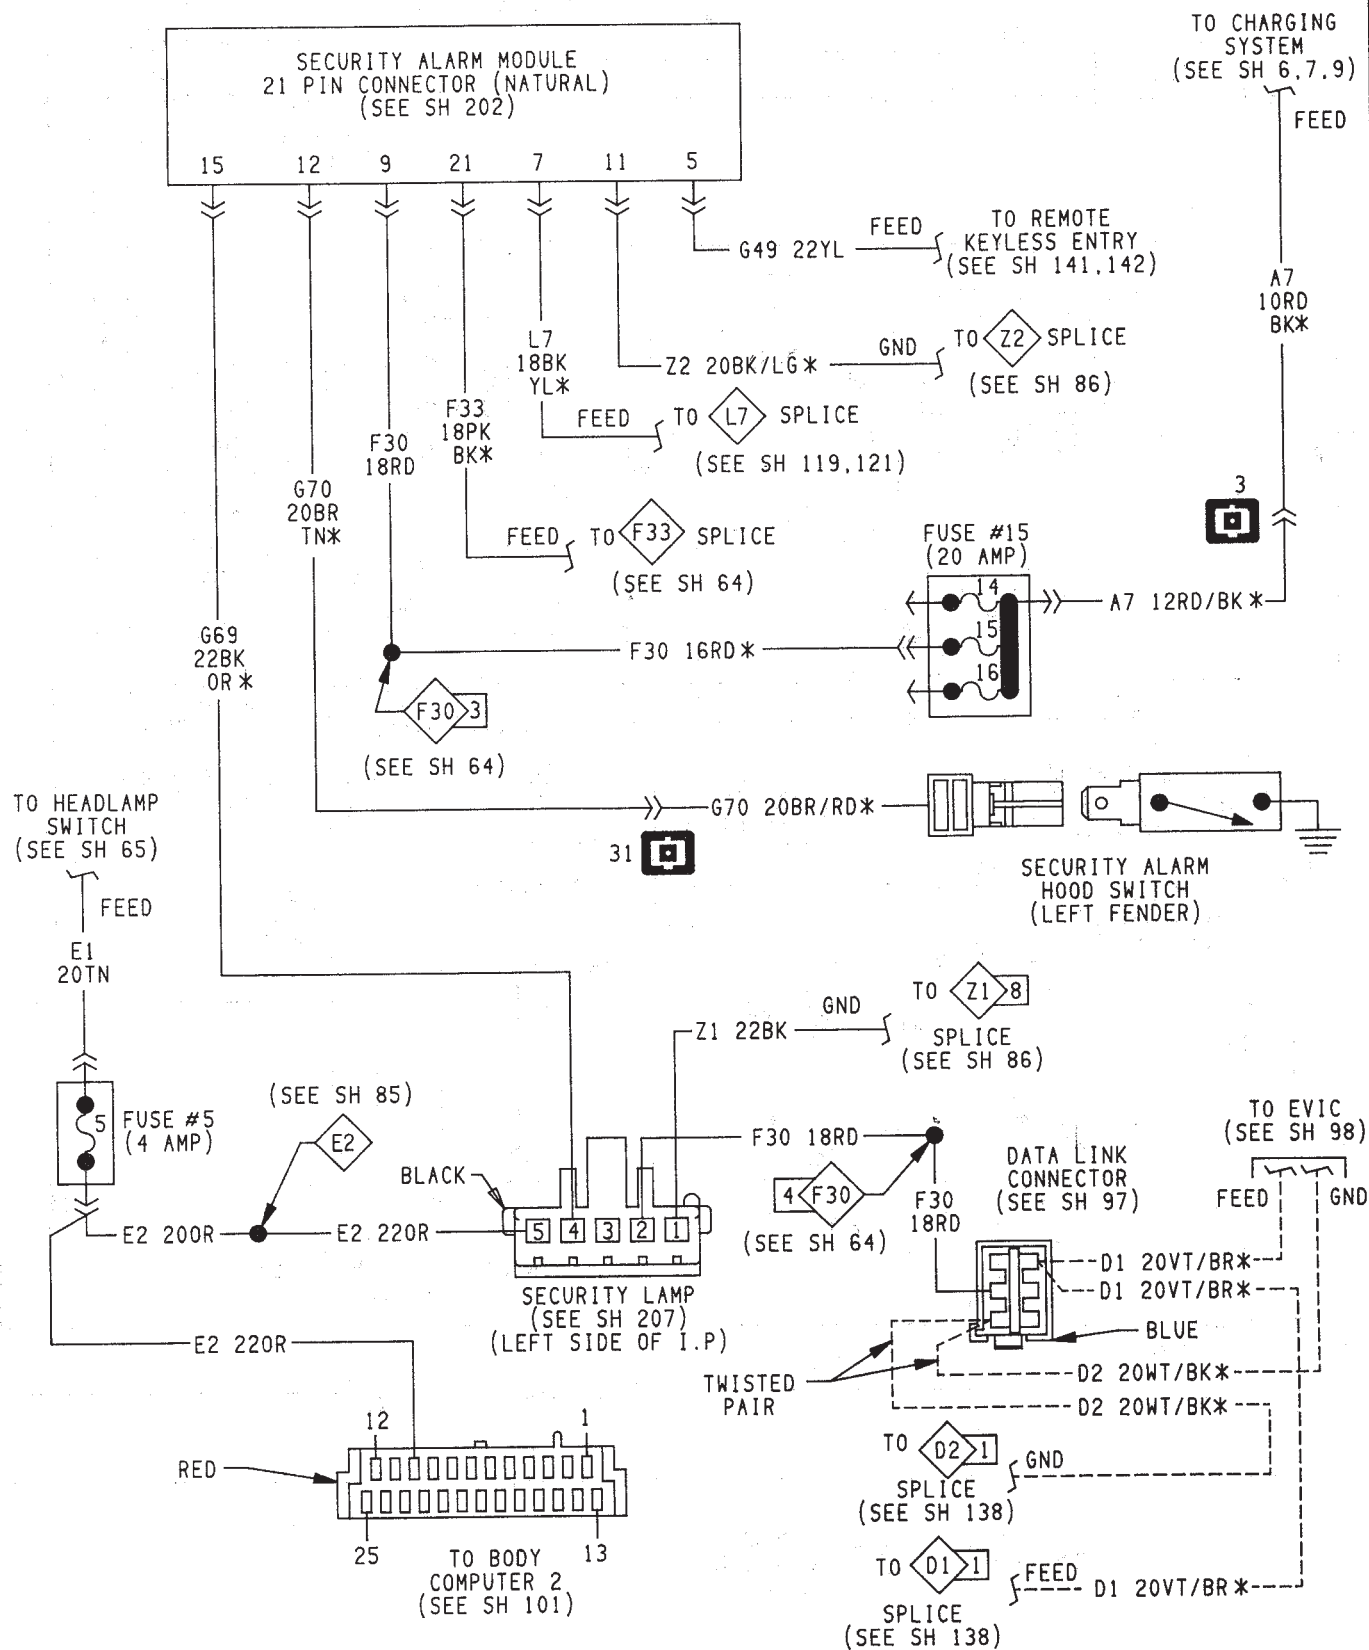 TO CHARGING
SYSTEM
(SEE SH 6,7,9)
FEED
SECURITY ALARM MODULE
21 PIN CONNECTOR (NATURAL)
(SEE SH 202)
15 12 9 21 7 11 5
G49 22YL
FEED
TO REMOTE
KEYLESS ENTRY
(SEE SH 141,142)
A7
10RD
BK*
L7
18BK
YL*
Z2 20BK/LG*
GND
TO Z2 SPLICE
(SEE SH 86)
FEED
TO L7 SPLICE
(SEE SH 119,121)
F33
18PK
BK*
F30
18RD
G70
20BR
TN*
FEED
TO F33 SPLICE
(SEE SH 64)
3
FUSE #15
(20 AMP)
14
15
16
A7 12RD/BK*
G69
22BK
OR*
F30 16RD*
F30 3
(SEE SH 64)
TO HEADLAMP
SWITCH
(SEE SH 65)
FEED
G70 20BR/RD*
31
SECURITY ALARM
HOOD SWITCH
(LEFT FENDER)
E1
20TN
TO Z1 8
SPLICE
(SEE SH 86)
GND
Z1 22BK
(SEE SH 85)
E2
5
FUSE #5
(4 AMP)
BLACK
F30 18RD
4 F30
(SEE SH 64)
F30
18RD
DATA LINK
CONNECTOR
(SEE SH 97)
TO EVIC
(SEE SH 98)
FEED
GND
E2 20OR
E2 22OR
5 4 3 2 1
SECURITY LAMP
(SEE SH 207)
(LEFT SIDE OF I.P)
D1 20VT/BR*
D1 20VT/BR*
BLUE
E2 22OR
TWISTED
PAIR
D2 20WT/BK*
D2 20WT/BK*
12
1
RED
25
13
TO BODY
COMPUTER 2
(SEE SH 101)
TO D2 1
SPLICE
(SEE SH 138)
GND
TO D1 1
SPLICE
(SEE SH 138)
FEED
D1 20VT/BR*